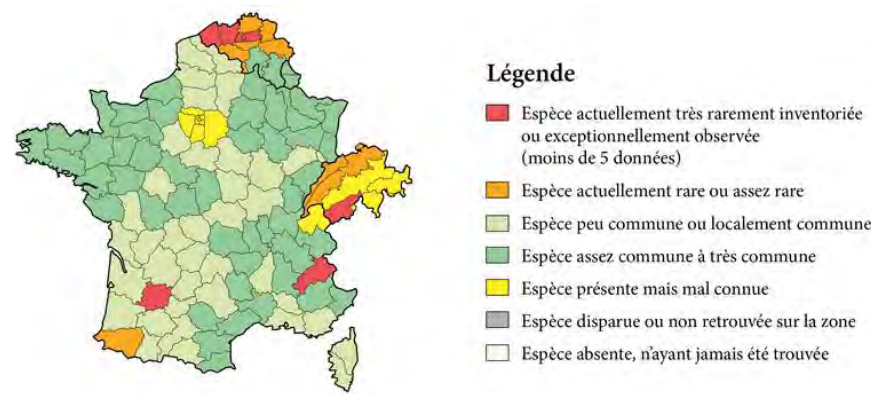 Légende
Espèce actuellement très rarement inventoriée
ou exceptionnellement observée
(moins de 5 données)
Espèce actuellement rare ou assez rare
Espèce peu commune ou localement commune
Espèce assez commune à très commune
Espèce présente mais mal connue
Espèce disparue ou non retrouvée sur la zone
Espèce absente, n'ayant jamais été trouvée